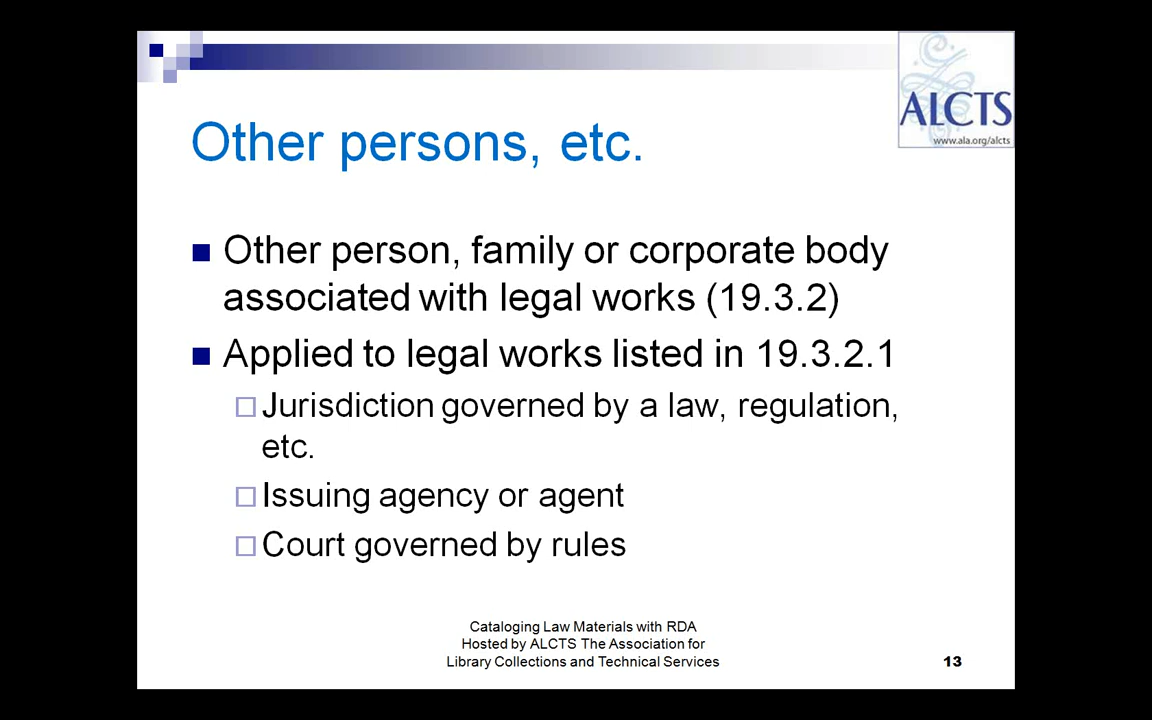 ALCTS
www.ala.org/alcts
Other persons, etc.
Other person, family or corporate body
associated with legal works (19.3.2)
Applied to legal works listed in 19.3.2.1
Jurisdiction governed by a law, regulation,
etc.
Issuing agency or agent
Court governed by rules
Cataloging Law Materials with RDA
Hosted by ALCTS The Association for
Library Collections and Technical Services
13